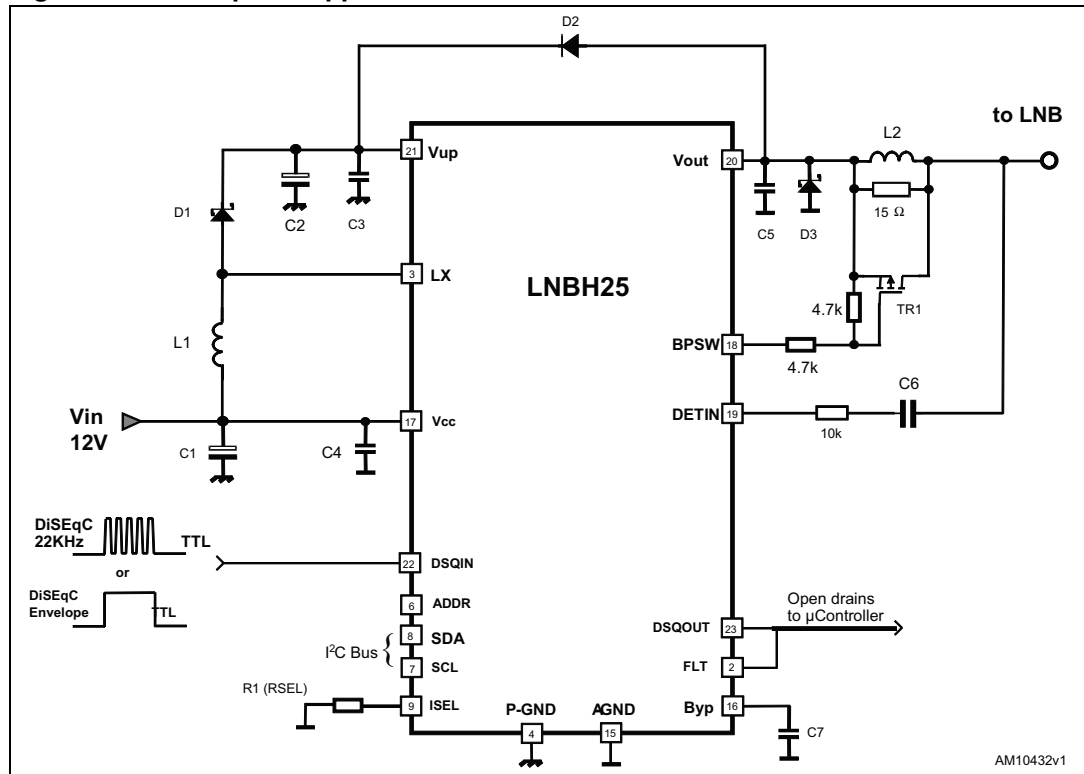 D2
to LNB
L2
21
Vup
Vout
20
D1
C2
C3
C5
D3
15 Ω
3
LX
LNBH25
4.7k
TR1
L1
BPSW
18
4.7k
C6
Vin
12V
17
Vcc
DETIN
19
10k
C1
C4
DiSEqC
22KHz
TTL
or
22
DSQIN
DiSEqC
Envelope
TTL
6
ADDR
Open drains
to µController
8
SDA
DSQOUT
23
I²C Bus
7
SCL
FLT
2
R1 (RSEL)
9
ISEL
P-GND
AGND
Byp
16
4
15
C7
AM10432v1